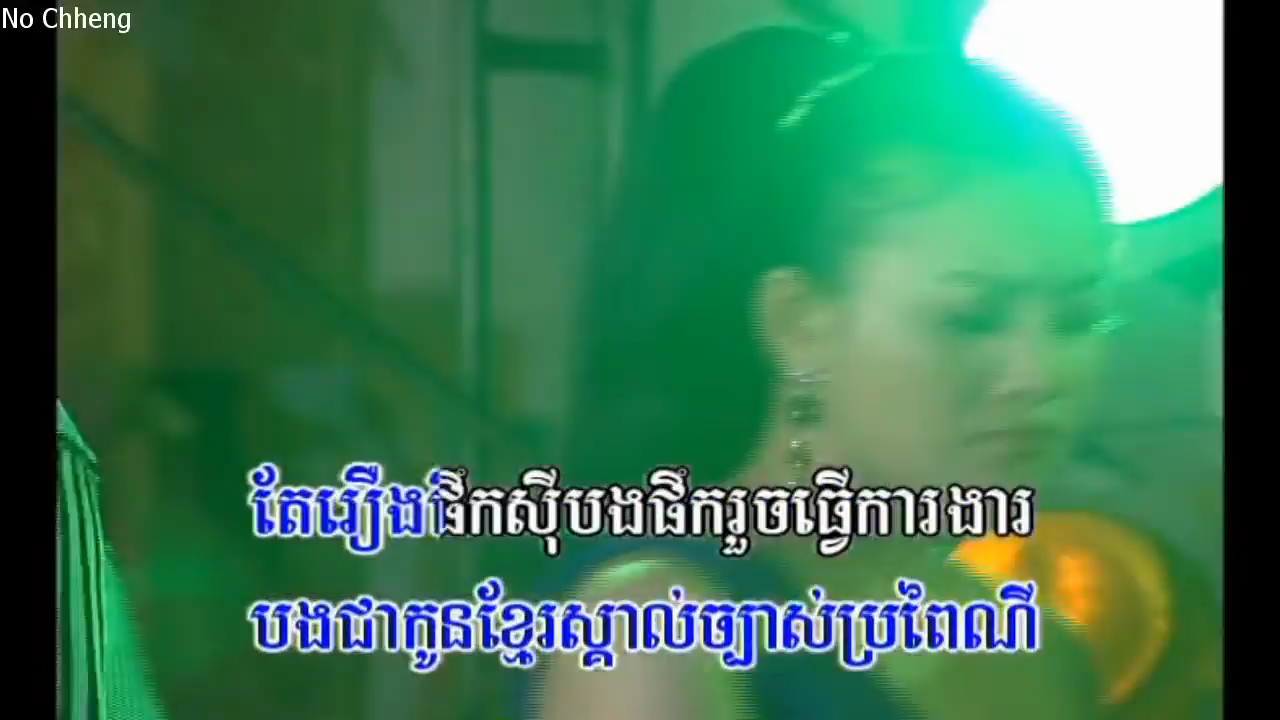 No Chheng
តែរឿងផឹកស៊ីបងផឹករួចធ្វើការងារ
បងជាកូនខ្មែរស្គាល់ច្បាស់ប្រពៃណី